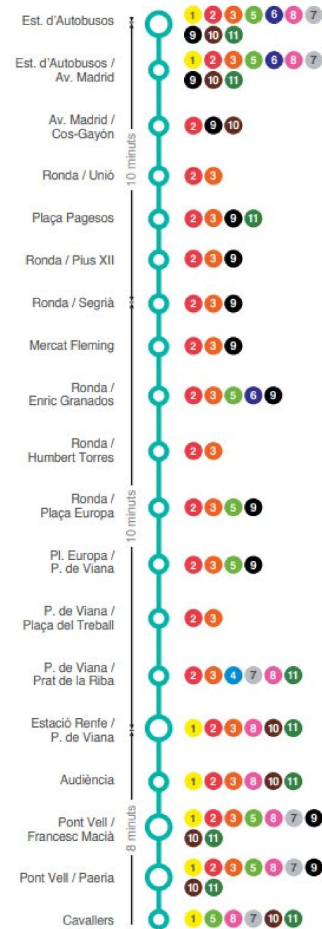 Est. d'Autobusos
1 2 3 5 6 8 7
9 10 11
Est. d'Autobusos /
Av. Madrid
1 2 3 5 6 8 7
9 10 11
Av. Madrid /
Cos-Gayón
2 9 10
10 minuts
Ronda / Unió
2 3
Plaça Pagesos
2 3 9 11
Ronda / Pius XII
2 3 9
Ronda / Segrià
2 3 9
Mercat Fleming
2 3 9
Ronda /
Enric Granados
2 3 5 6 9
Ronda /
Humbert Torres
2 3
10 minuts
Ronda /
Plaça Europa
2 3 5 9
Pl. Europa /
P. de Viana
2 3 5 9
P. de Viana /
Plaça del Treball
2 3
P. de Viana /
Prat de la Riba
2 3 4 7 8 11
Estació Renfe /
P. de Viana
1 2 3 8 10 11
Audiència
1 2 3 8 10 11
8 minuts
Pont Vell /
Francesc Macià
1 2 3 5 8 7 9
10 11
Pont Vell / Paeria
1 2 3 5 8 7 9
10 11
Cavallers
1 5 8 7 10 11